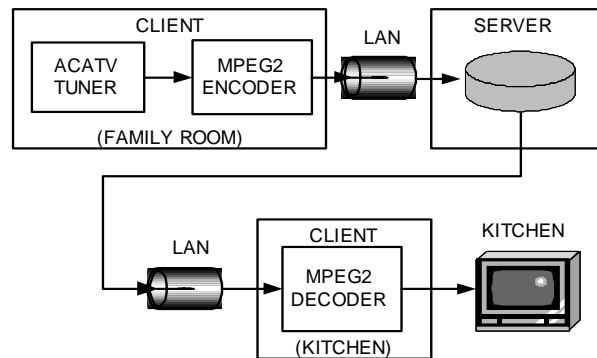 CLIENT
LAN
SERVER
ACATV
TUNER
MPEG2
ENCODER
(FAMILY ROOM)
LAN
CLIENT
KITCHEN
MPEG2
DECODER
(KITCHEN)